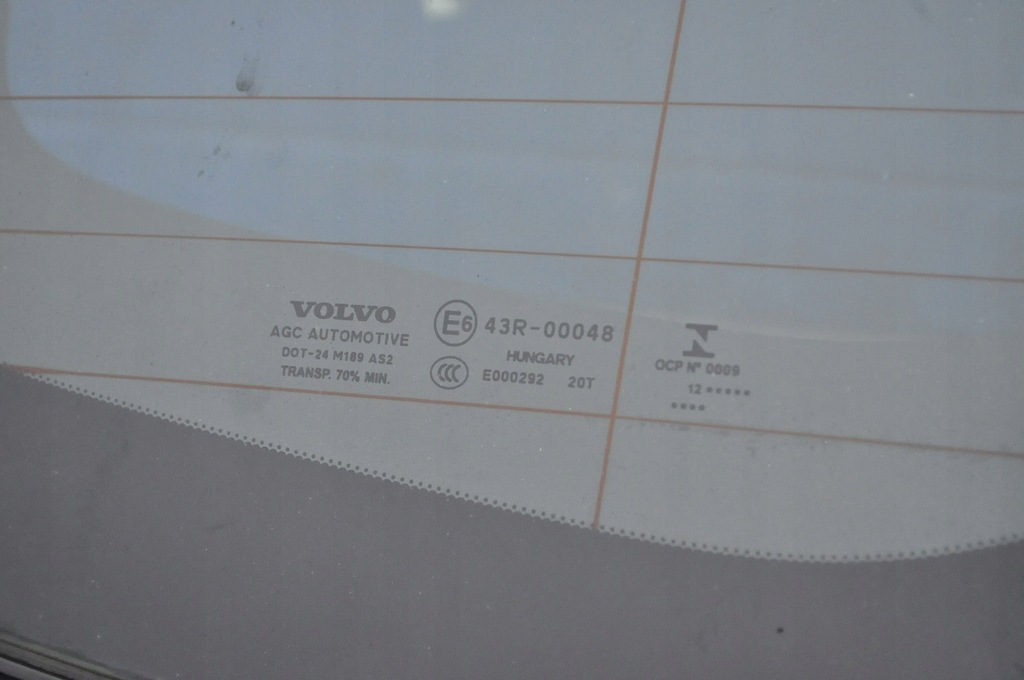 VOLVO
AGC AUTOMOTIVE
DOT-24 M189 AS2
TRANSP. 70% MIN.
E6 43R-00048
HUNGARY
CCC E000292 20T
N
OCP Nº 0009
12 •••••
••••